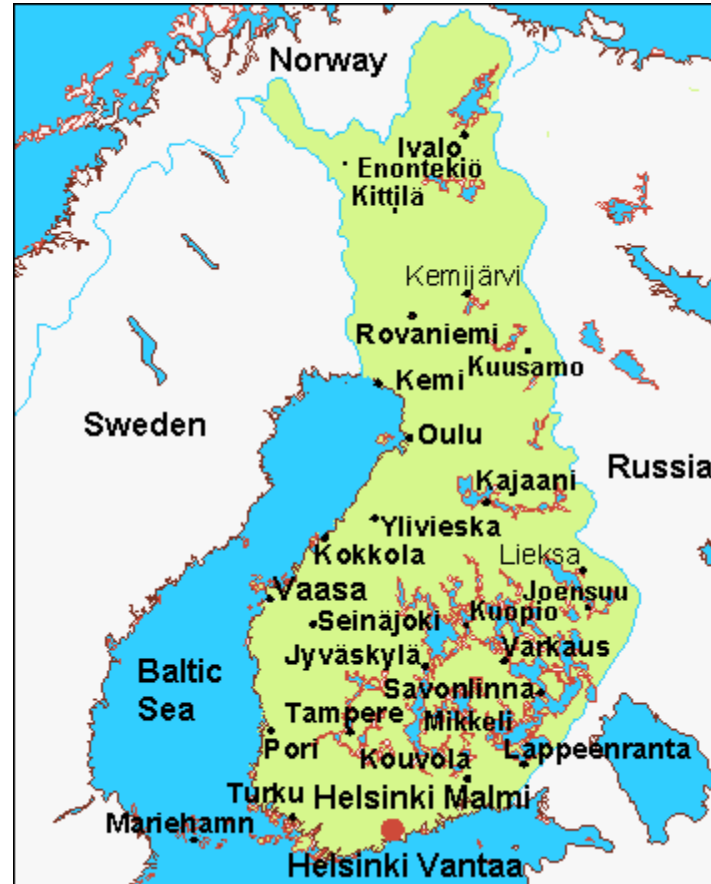 Norway
Ivalo
Enontekiö
Kittilä
Kemijärvi
Rovaniemi
Kuusamo
Kemi
Sweden
Oulu
Russia
Kajaani
Ylivieska
Kokkola
Lieksa
Vaasa
Joensuu
Seinäjoki
Kuopio
Jyväskylä
Varkaus
Baltic
Sea
Savonlinna
Tampere
Mikkeli
Pori
Kouvola
Lappeenranta
Turku
Helsinki Malmi
Mariehamn
Helsinki Vantaa